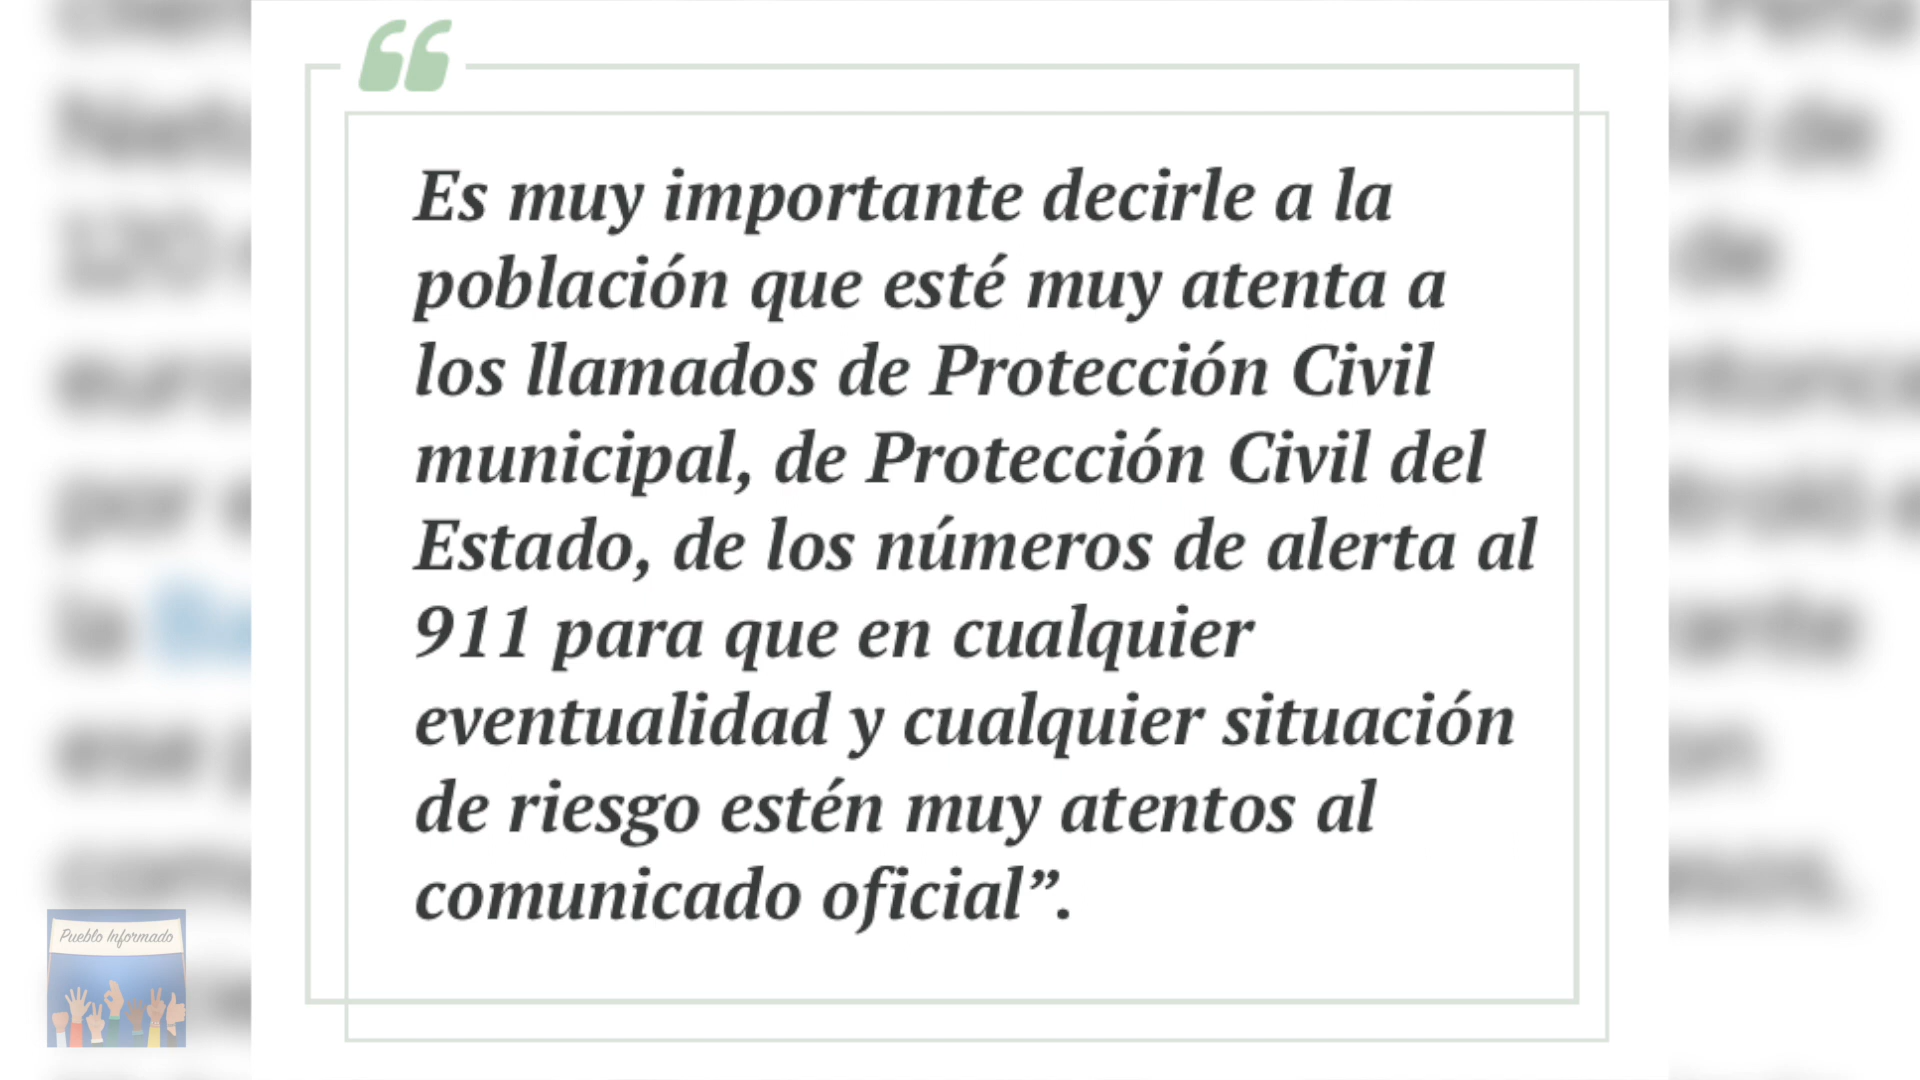 “
Es muy importante decirle a la
población que esté muy atenta a
los llamados de Protección Civil
municipal, de Protección Civil del
Estado, de los números de alerta al
911 para que en cualquier
eventualidad y cualquier situación
de riesgo estén muy atentos al
comunicado oficial”.
Pueblo Informado